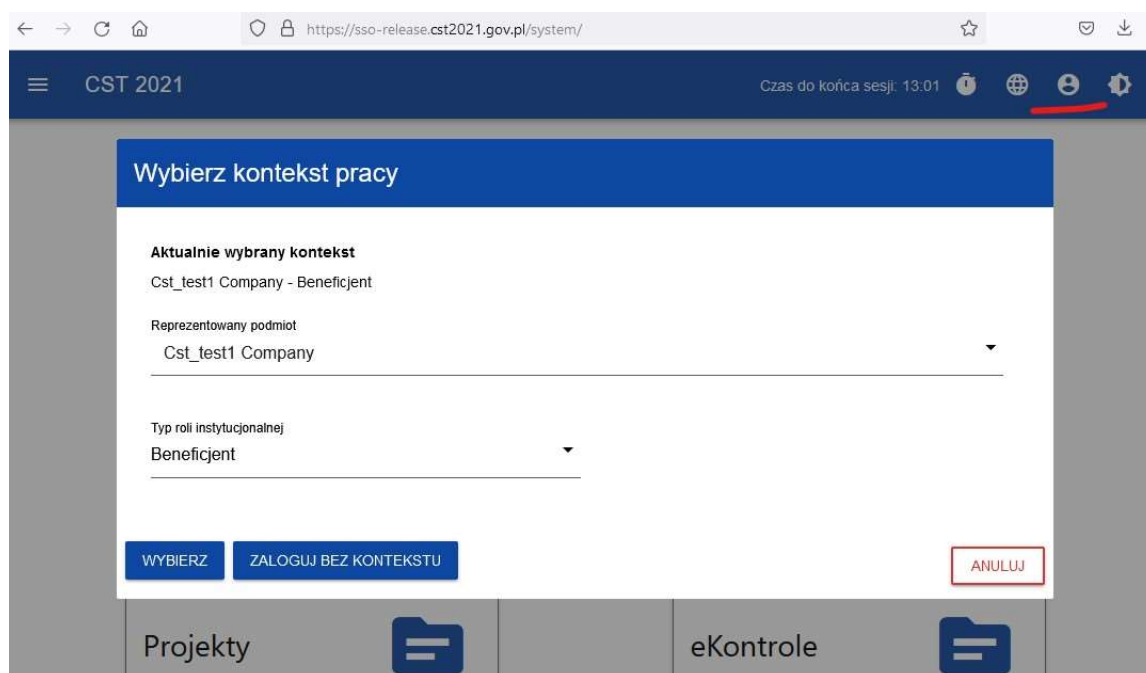 https://sso-release.cst2021.gov.pl/system/
CST 2021
Czas do końca sesji: 13:01
Wybierz kontekst pracy
Aktualnie wybrany kontekst
Cst_test1 Company - Beneficjent
Reprezentowany podmiot
Cst_test1 Company
Typ roli instytucjonalnej
Beneficjent
WYBIERZ
ZALOGUJ BEZ KONTEKSTU
ANULUJ
Projekty
eKontrole